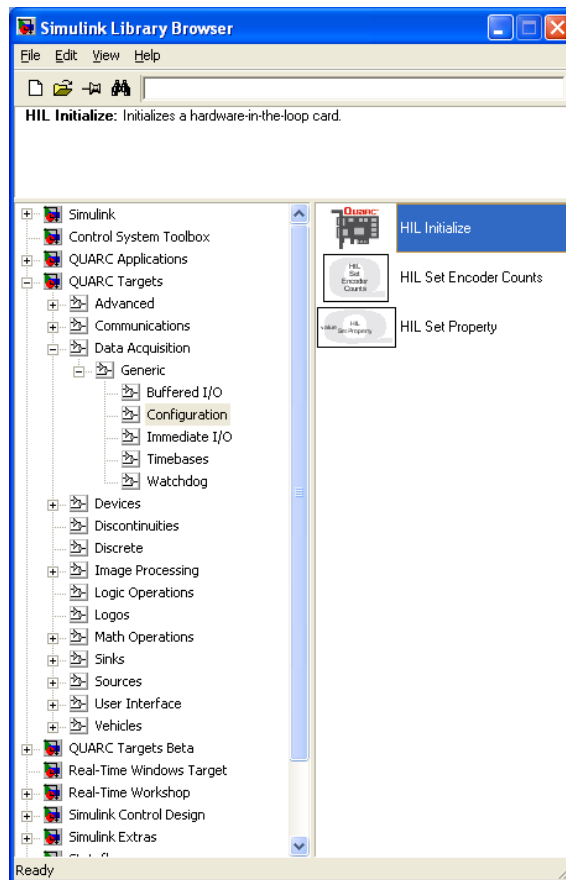 Simulink Library Browser
File Edit View Help
HIL Initialize: Initializes a hardware-in-the-loop card.
Simulink
Control System Toolbox
QUARC Applications
QUARC Targets
Advanced
Communications
Data Acquisition
Generic
Buffered I/O
Configuration
Immediate I/O
Timebases
Watchdog
Devices
Discontinuities
Discrete
Image Processing
Logic Operations
Logos
Math Operations
Sinks
Sources
User Interface
Vehicles
QUARC Targets Beta
Real-Time Windows Target
Real-Time Workshop
Simulink Control Design
Simulink Extras
QUARC
HIL Initialize
HIL
Set
Encoder
Counts
HIL Set Encoder Counts
value
HIL
Set Property
HIL Set Property
Ready